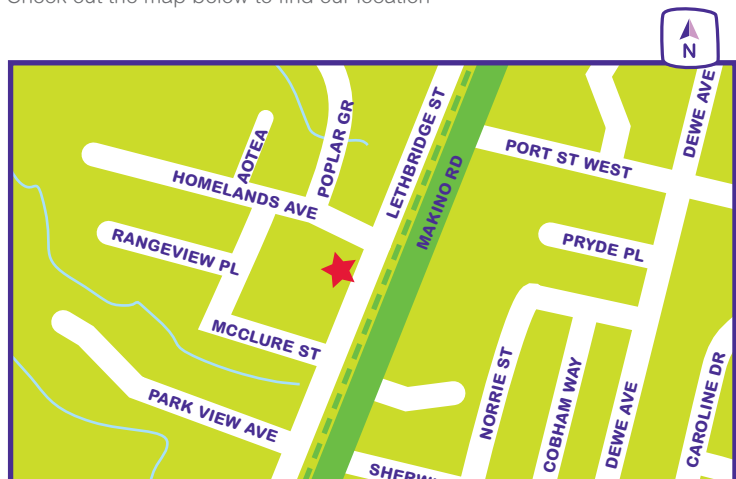 Check out the map below to find our location
N
DEWE AVE
LETHBRIDGE ST
POPLAR GR
AOTEA
PORT ST WEST
MAKINO RD
HOMELANDS AVE
PRYDE PL
RANGEVIEW PL
MCCLURE ST
NORRIE ST
COBHAM WAY
DEWE AVE
CAROLINE DR
PARK VIEW AVE